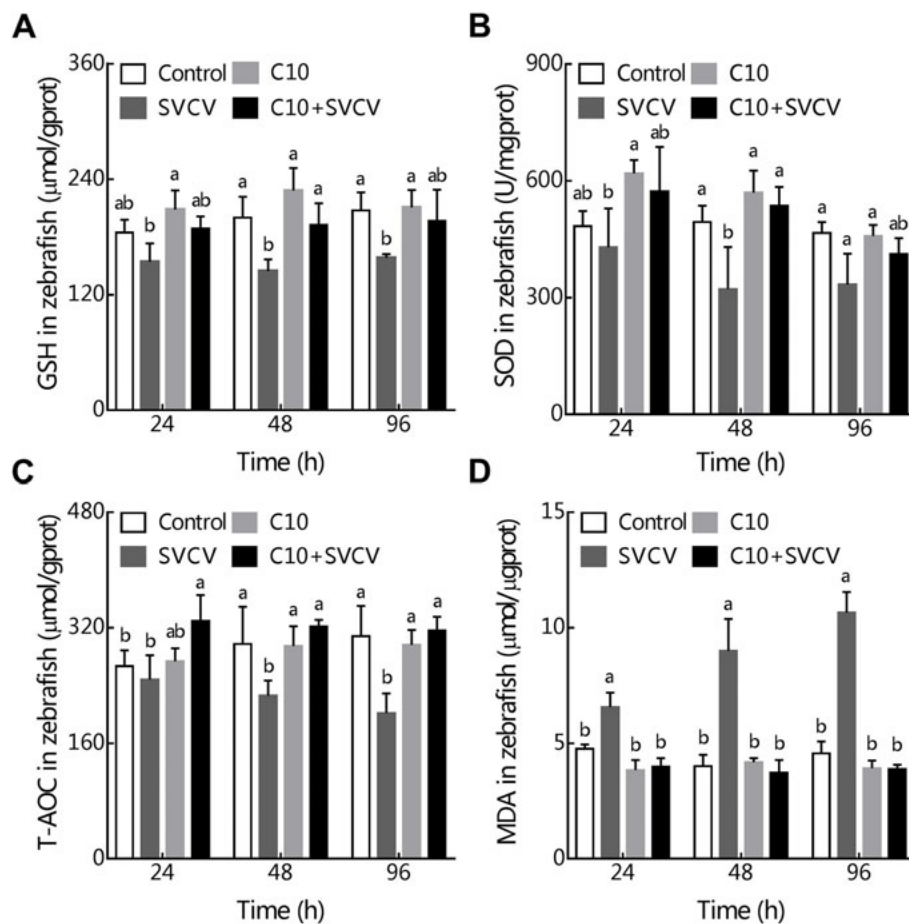 A
GSH in zebrafish (μmol/gprot)
360
240
120
0
Control
C10
SVCV
C10+SVCV
ab
b
a
ab
a
b
a
a
a
b
a
ab
24
48
96
Time (h)
B
SOD in zebrafish (U/mgprot)
900
600
300
0
Control
C10
SVCV
C10+SVCV
ab
b
a
ab
a
b
a
a
a
a
a
ab
24
48
96
Time (h)
C
T-AOC in zebrafish (μmol/gprot)
480
320
160
0
Control
C10
SVCV
C10+SVCV
b
b
ab
a
a
b
a
a
a
b
a
a
24
48
96
Time (h)
D
MDA in zebrafish (μmol/μgprot)
15
10
5
0
Control
C10
SVCV
C10+SVCV
b
a
b
b
b
a
b
b
b
a
b
b
24
48
96
Time (h)